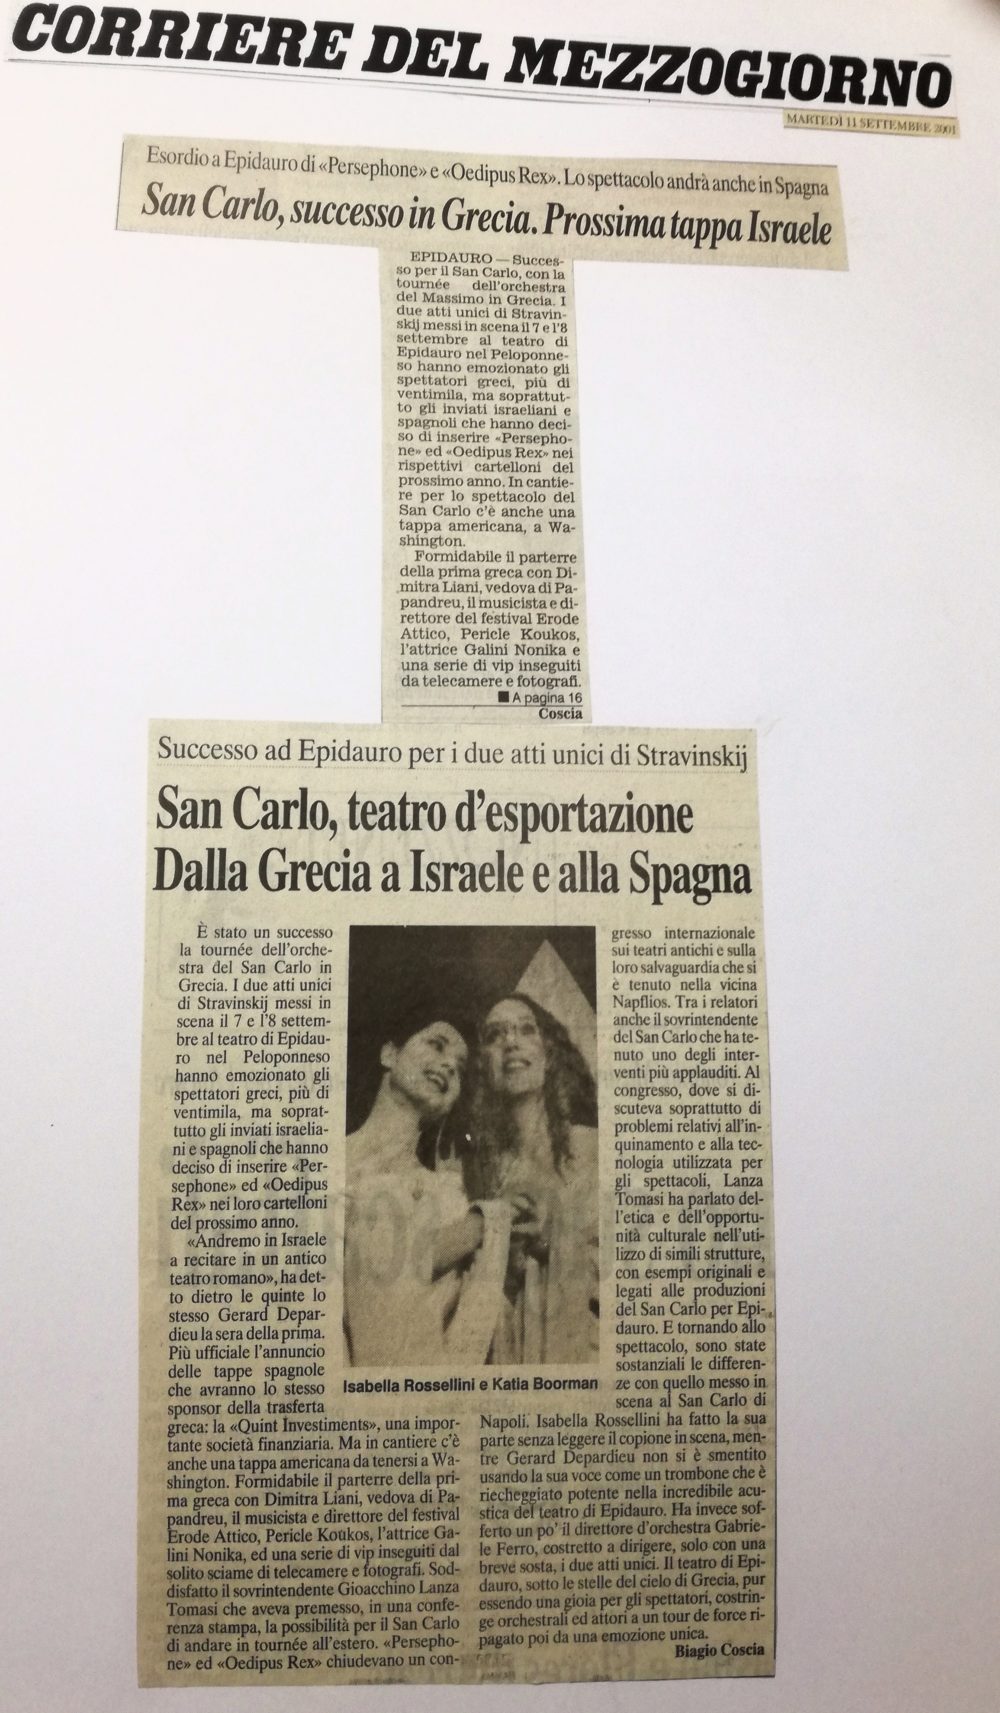 CORRIERE DEL MEZZOGIORNO
MARTEDÌ 11 SETTEMBRE 2001
Esordio a Epidauro di «Persephone» e «Oedipus Rex». Lo spettacolo andrà anche in Spagna
San Carlo, successo in Grecia. Prossima tappa Israele
EPIDAURO — Succes-
so per il San Carlo, con la
tournée dell'orchestra
del Massimo in Grecia. I
due atti unici di Stravin-
skij messi in scena il 7 e l'8
settembre al teatro di
Epidauro nel Peloponne-
so hanno emozionato gli
spettatori greci, più di
ventimila, ma soprattut-
to gli inviati israeliani e
spagnoli che hanno deci-
so di inserire «Persepho-
ne» ed «Oedipus Rex» nei
rispettivi cartelloni del
prossimo anno. In cantie-
re per lo spettacolo del
San Carlo c'è anche una
tappa americana, a Wa-
shington.
Formidabile il parterre
della prima greca con Di-
mitra Liani, vedova di Pa-
pandreu, il musicista e di-
rettore del festival Erode
Attico, Pericle Koukos,
l'attrice Galini Nonika e
una serie di vip inseguiti
da telecamere e fotografi.
■ A pagina 16
Coscia
Successo ad Epidauro per i due atti unici di Stravinskij
San Carlo, teatro d'esportazione
Dalla Grecia a Israele e alla Spagna
È stato un successo
la tournée dell'orche-
stra del San Carlo in
Grecia. I due atti unici
di Stravinskij messi in
scena il 7 e l'8 settem-
bre al teatro di Epidau-
ro nel Peloponneso
hanno emozionato gli
spettatori greci, più di
ventimila, ma soprat-
tutto gli inviati israelia-
ni e spagnoli che hanno
deciso di inserire «Per-
sephone» ed «Oedipus
Rex» nei loro cartelloni
del prossimo anno.
«Andremo in Israele
a recitare in un antico
teatro romano», ha det-
to dietro le quinte lo
stesso Gerard Depar-
dieu la sera della prima.
Più ufficiale l'annuncio
delle tappe spagnole
che avranno lo stesso
sponsor della trasferta
greca: la «Quint Investiments», una impor-
tante società finanziaria. Ma in cantiere c'è
anche una tappa americana da tenersi a Wa-
shington. Formidabile il parterre della pri-
ma greca con Dimitra Liani, vedova di Pa-
pandreu, il musicista e direttore del festival
Erode Attico, Pericle Koukos, l'attrice Ga-
lini Nonika, ed una serie di vip inseguiti dal
solito sciame di telecamere e fotografi. Sod-
disfatto il sovrintendente Gioacchino Lanza
Tomasi che aveva premesso, in una confe-
renza stampa, la possibilità per il San Carlo
di andare in tournée all'estero. «Persepho-
ne» ed «Oedipus Rex» chiudevano un con-
Isabella Rossellini e Katia Boorman
gresso internazionale
sui teatri antichi e sulla
loro salvaguardia che si
è tenuto nella vicina
Napflios. Tra i relatori
anche il sovrintendente
del San Carlo che ha te-
nuto uno degli inter-
venti più applauditi. Al
congresso, dove si di-
scuteva soprattutto di
problemi relativi all'in-
quinamento e alla tec-
nologia utilizzata per
gli spettacoli, Lanza
Tomasi ha parlato del-
l'etica e dell'opportu-
nità culturale nell'uti-
lizzo di simili strutture,
con esempi originali e
legati alle produzioni
del San Carlo per Epi-
dauro. E tornando allo
spettacolo, sono state
sostanziali le differen-
ze con quello messo in
scena al San Carlo di
Napoli. Isabella Rossellini ha fatto la sua
parte senza leggere il copione in scena, men-
tre Gerard Depardieu non si è smentito
usando la sua voce come un trombone che è
riecheggiato potente nella incredibile acu-
stica del teatro di Epidauro. Ha invece sof-
ferto un po' il direttore d'orchestra Gabrie-
le Ferro, costretto a dirigere, solo con una
breve sosta, i due atti unici. Il teatro di Epi-
dauro, sotto le stelle del cielo di Grecia, pur
essendo una gioia per gli spettatori, costrin-
ge orchestrali ed attori a un tour de force ri-
pagato poi da una emozione unica.
Biagio Coscia